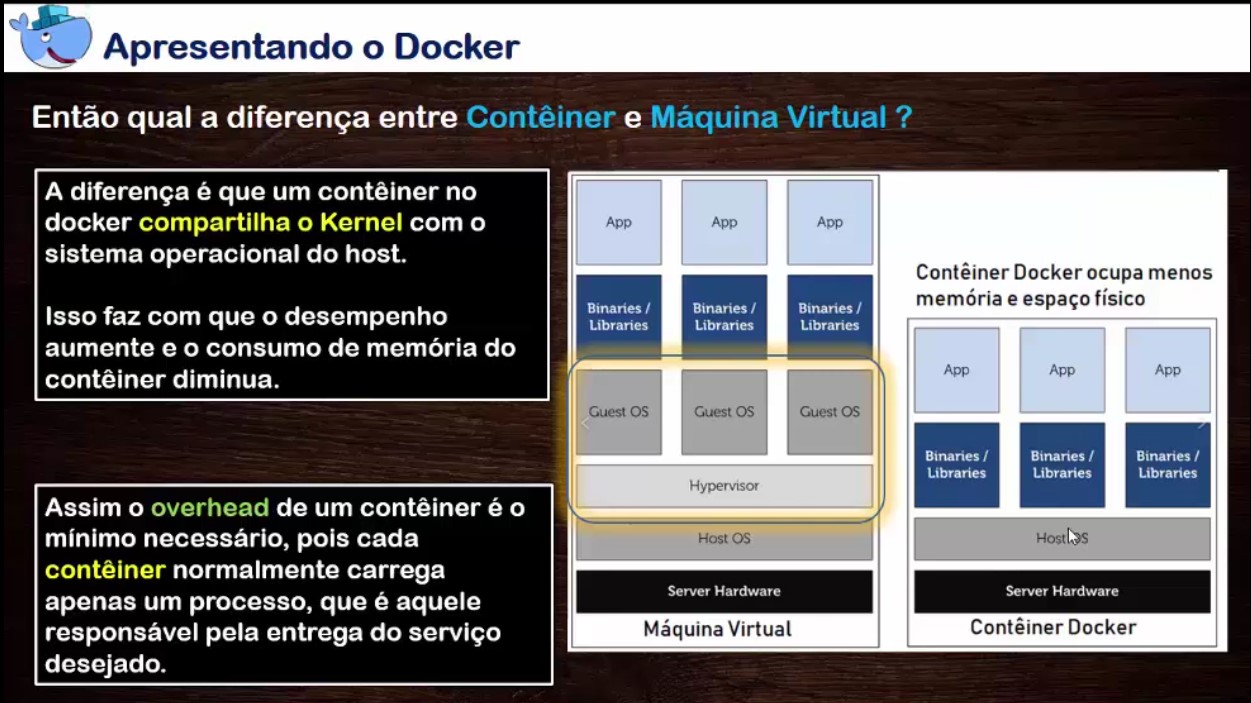 Apresentando o Docker
Então qual a diferença entre Contêiner e Máquina Virtual ?
A diferença é que um contêiner no
docker compartilha o Kernel com o
sistema operacional do host.
Isso faz com que o desempenho
aumente e o consumo de memória do
contêiner diminua.
Assim o overhead de um contêiner é o
mínimo necessário, pois cada
contêiner normalmente carrega
apenas um processo, que é aquele
responsável pela entrega do serviço
desejado.
App App App
Binaries / Binaries / Binaries /
Libraries Libraries Libraries
Guest OS Guest OS Guest OS
Hypervisor
Host OS
Server Hardware
Máquina Virtual
Contêiner Docker ocupa menos
memória e espaço físico
App App App
Binaries / Binaries / Binaries /
Libraries Libraries Libraries
Host OS
Server Hardware
Contêiner Docker